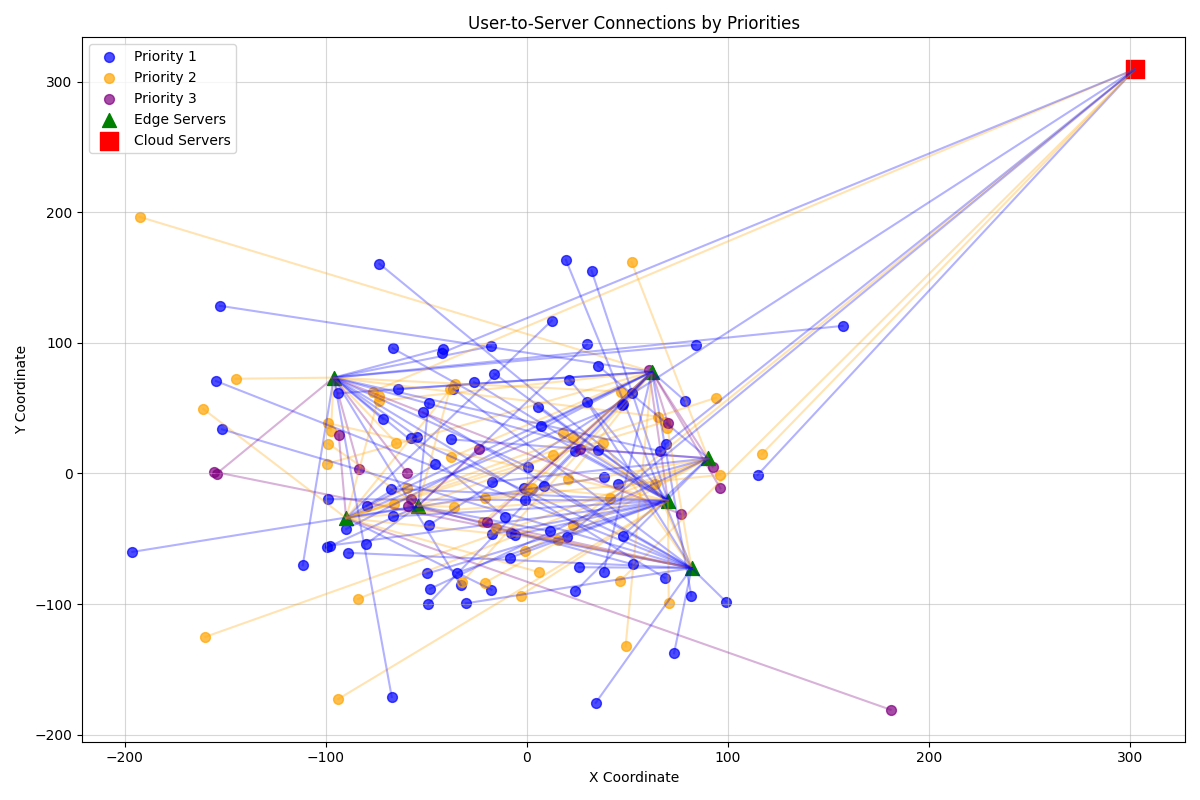 User-to-Server Connections by Priorities
Priority 1
Priority 2
Priority 3
Edge Servers
Cloud Servers
Y Coordinate
300
200
100
0
−100
−200
−200
−100
0
100
200
300
X Coordinate